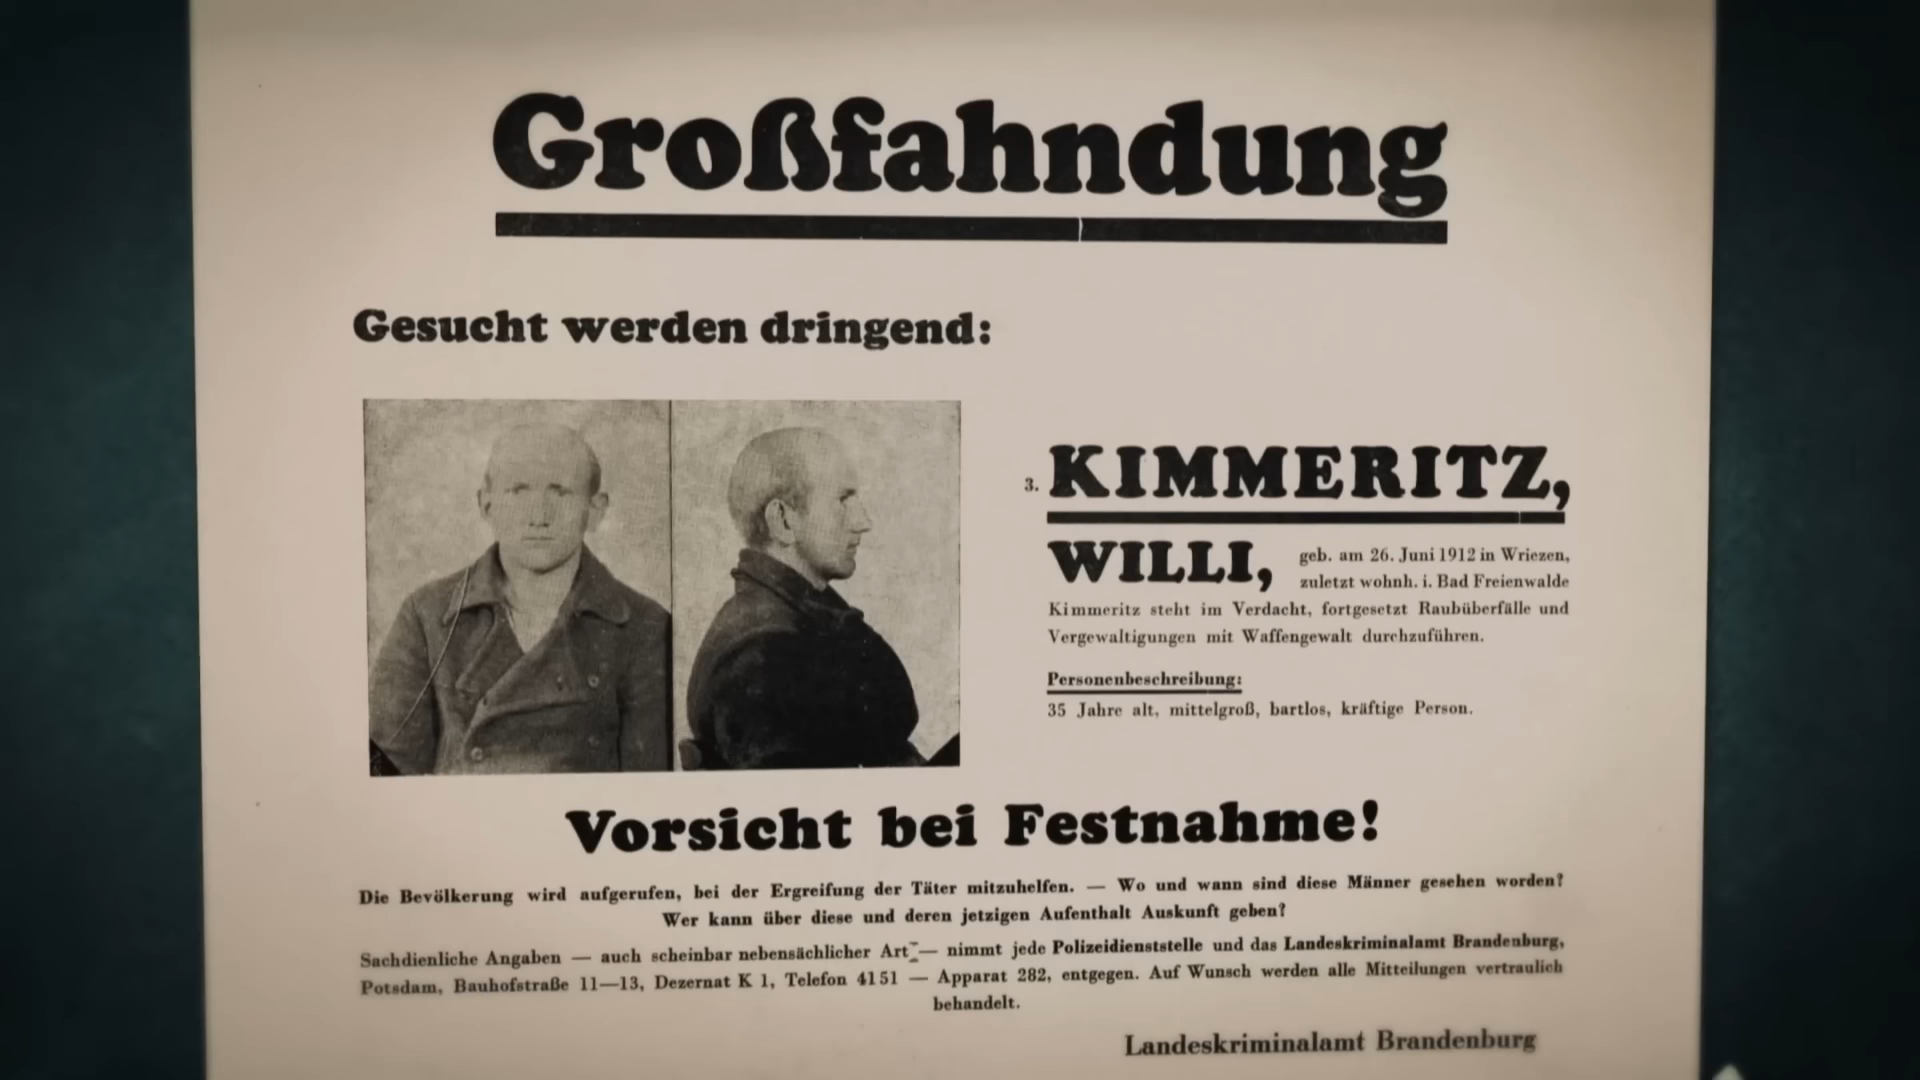 Großfahndung
Gesucht werden dringend:
3. KIMMERITZ,
WILLI, geb. am 26. Juni 1912 in Wriezen,
zuletzt wohnh. i. Bad Freienwalde
Kimmeritz steht im Verdacht, fortgesetzt Raubüberfälle und
Vergewaltigungen mit Waffengewalt durchzuführen.
Personenbeschreibung:
35 Jahre alt, mittelgroß, bartlos, kräftige Person.
Vorsicht bei Festnahme!
Die Bevölkerung wird aufgerufen, bei der Ergreifung der Täter mitzuhelfen. — Wo und wann sind diese Männer gesehen worden?
Wer kann über diese und deren jetzigen Aufenthalt Auskunft geben?
Sachdienliche Angaben — auch scheinbar nebensächlicher Art — nimmt jede Polizeidienststelle und das Landeskriminalamt Brandenburg,
Potsdam, Bauhofstraße 11—13, Dezernat K 1, Telefon 4151 — Apparat 282, entgegen. Auf Wunsch werden alle Mitteilungen vertraulich
behandelt.
Landeskriminalamt Brandenburg